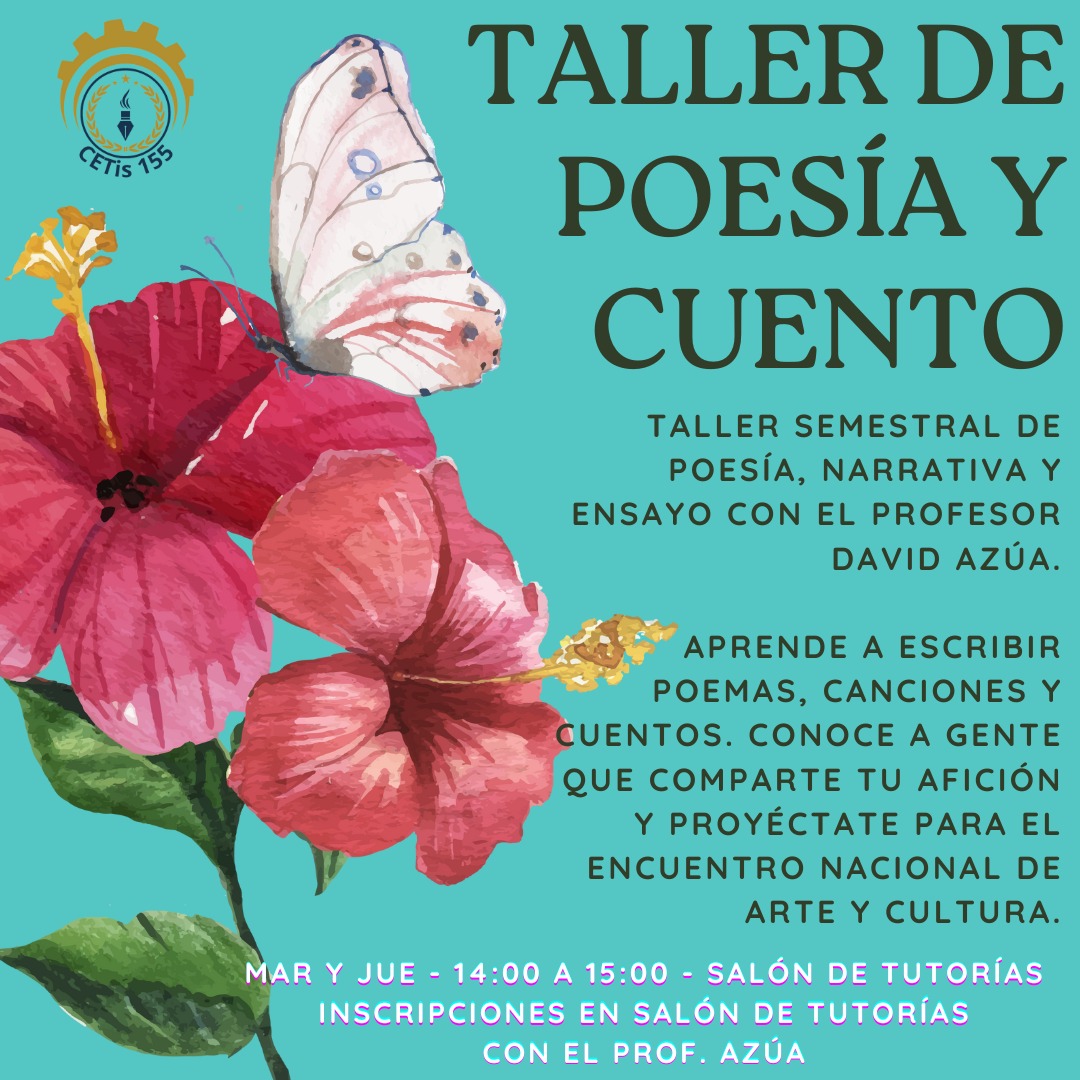 CETis 155
TALLER DE
POESÍA Y
CUENTO
TALLER SEMESTRAL DE
POESÍA, NARRATIVA Y
ENSAYO CON EL PROFESOR
DAVID AZÚA.
APRENDE A ESCRIBIR
POEMAS, CANCIONES Y
CUENTOS. CONOCE A GENTE
QUE COMPARTE TU AFICIÓN
Y PROYÉCTATE PARA EL
ENCUENTRO NACIONAL DE
ARTE Y CULTURA.
MAR Y JUE - 14:00 A 15:00 - SALÓN DE TUTORÍAS
INSCRIPCIONES EN SALÓN DE TUTORÍAS
CON EL PROF. AZÚA